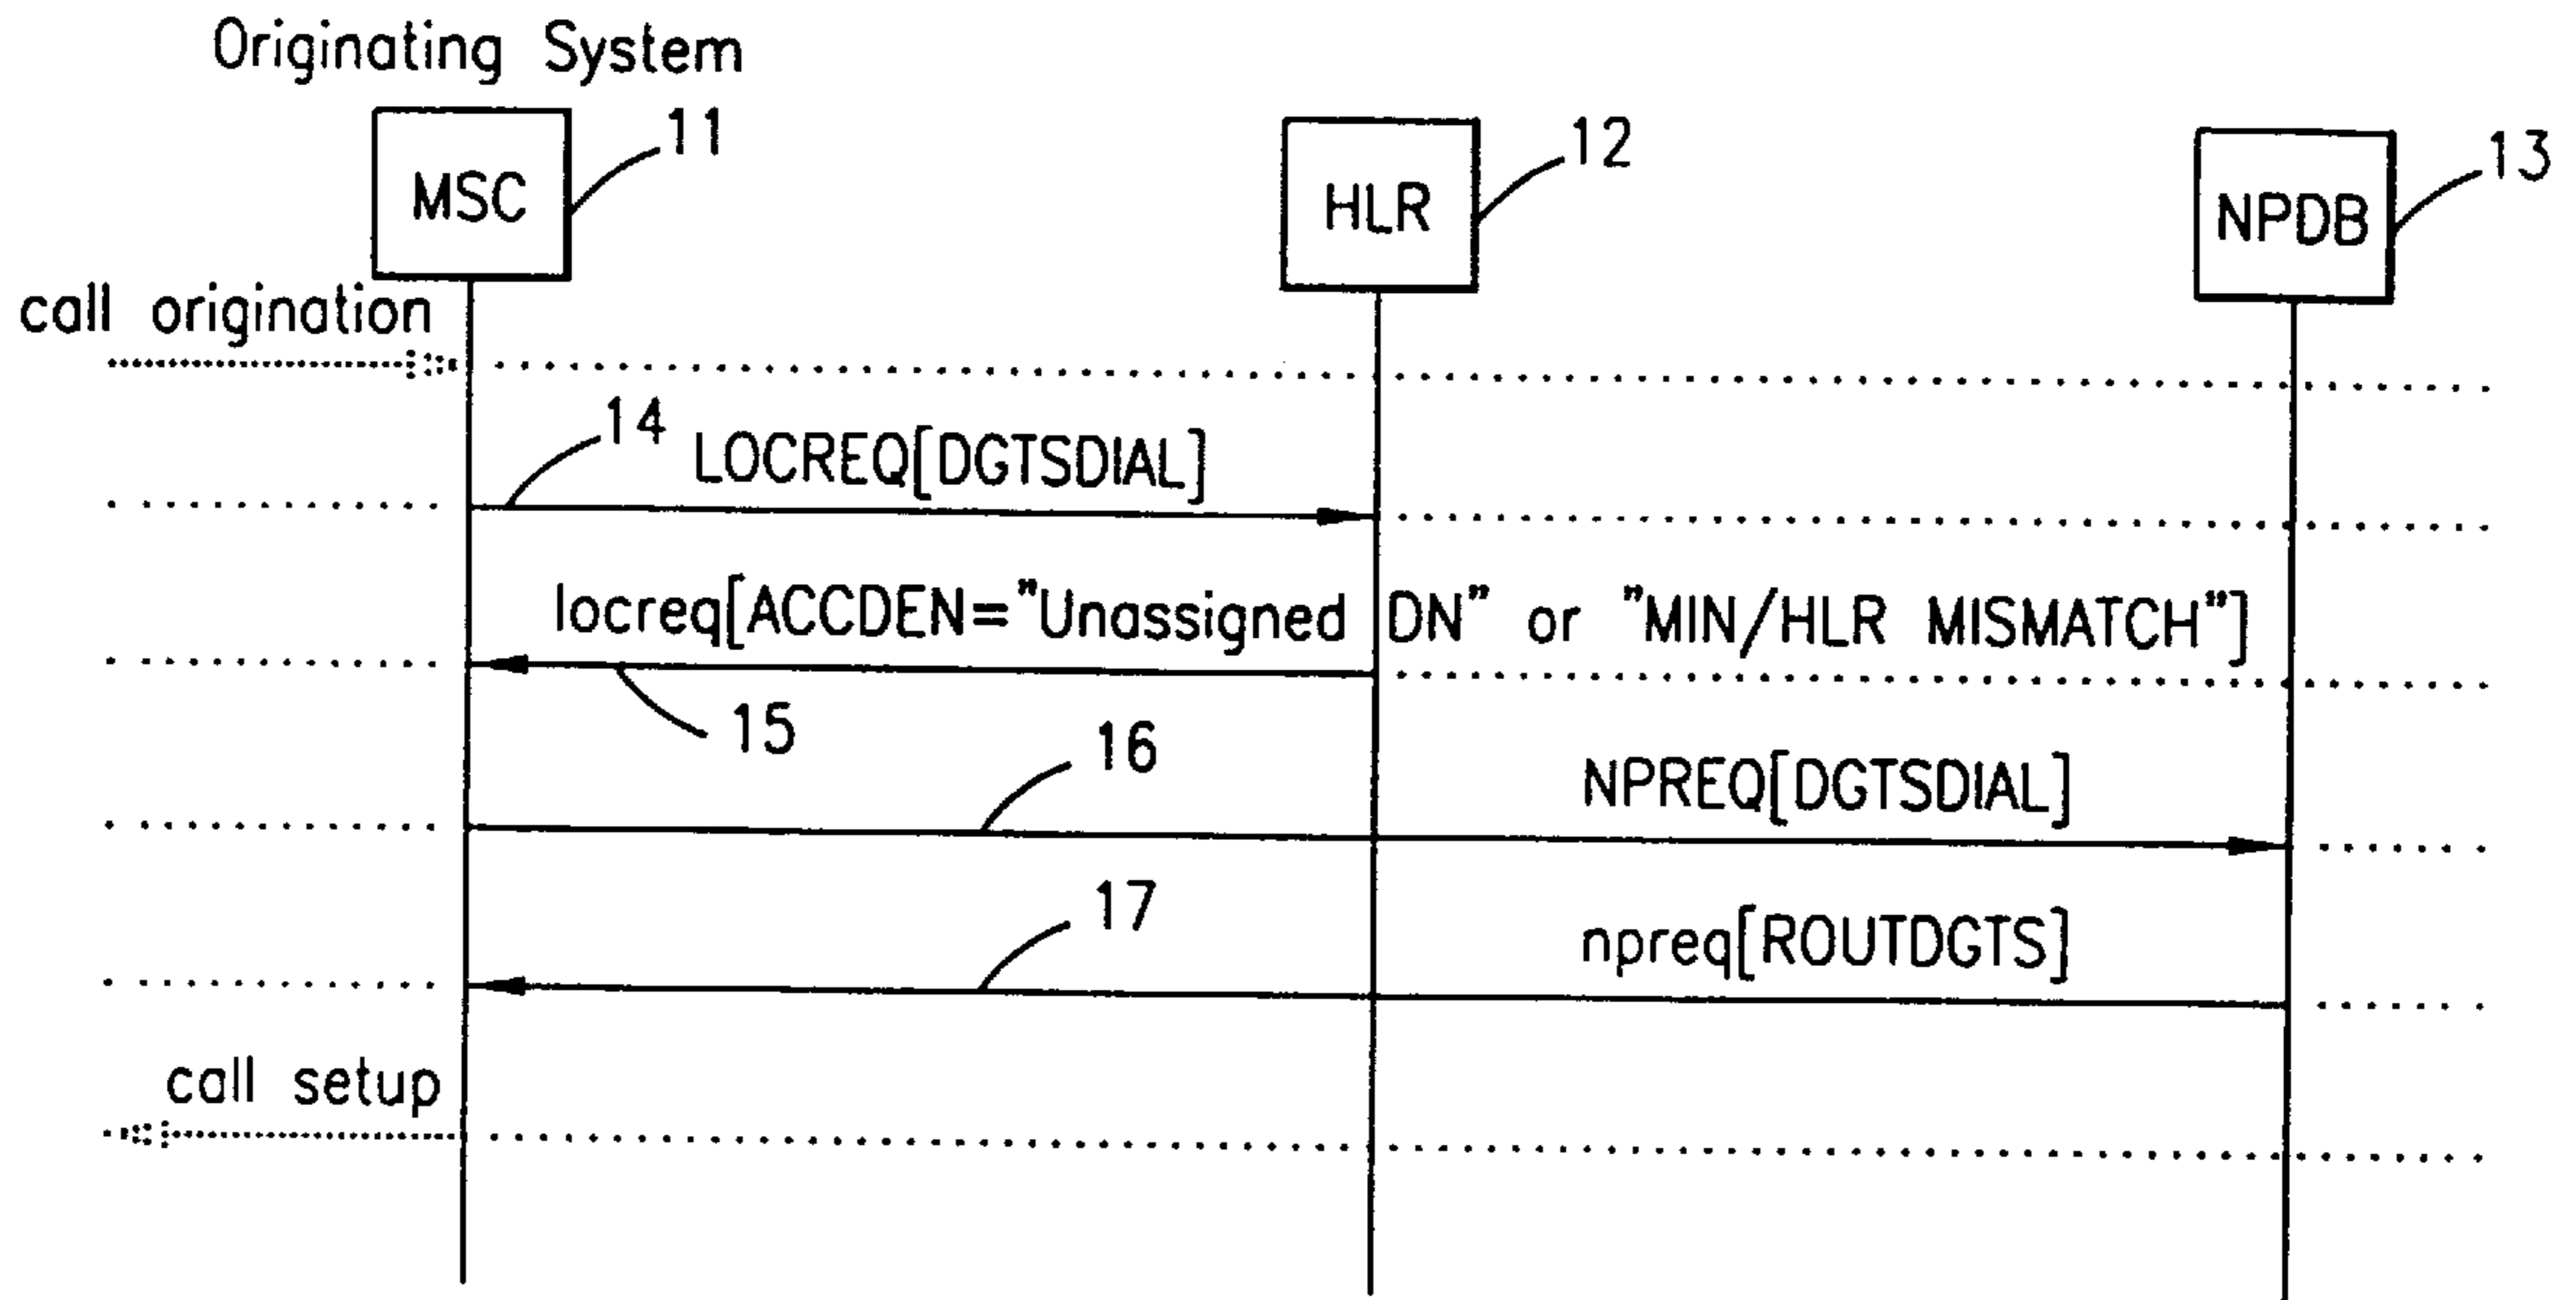 Originating System
MSC
11
HLR
12
NPDB
13
call origination
14
LOCREQ[DGTSDIAL]
locreq[ACCDEN="Unassigned DN" or "MIN/HLR MISMATCH"]
15
16
NPREQ[DGTSDIAL]
17
npreq[ROUTDGTS]
call setup